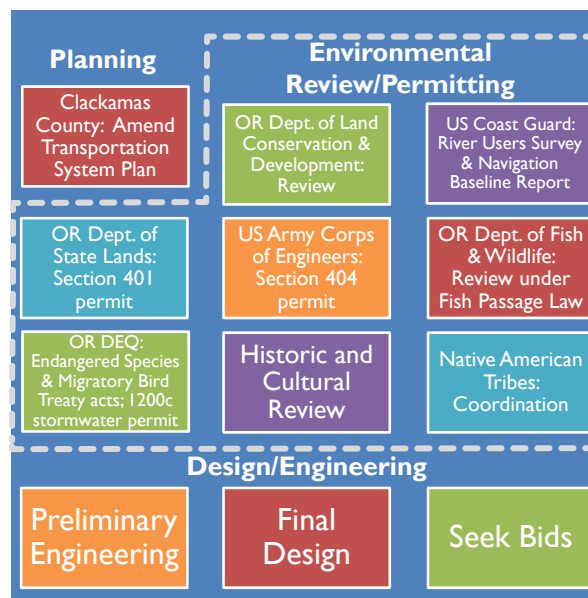 Planning
Clackamas
County: Amend
Transportation
System Plan
Environmental
Review/Permitting
OR Dept. of Land
Conservation &
Development:
Review
US Coast Guard:
River Users Survey
& Navigation
Baseline Report
OR Dept. of
State Lands:
Section 401
permit
US Army Corps
of Engineers:
Section 404
permit
OR Dept. of Fish
& Wildlife:
Review under
Fish Passage Law
OR DEQ:
Endangered Species
& Migratory Bird
Treaty acts; 1200c
stormwater permit
Historic and
Cultural
Review
Native American
Tribes:
Coordination
Design/Engineering
Preliminary
Engineering
Final
Design
Seek Bids